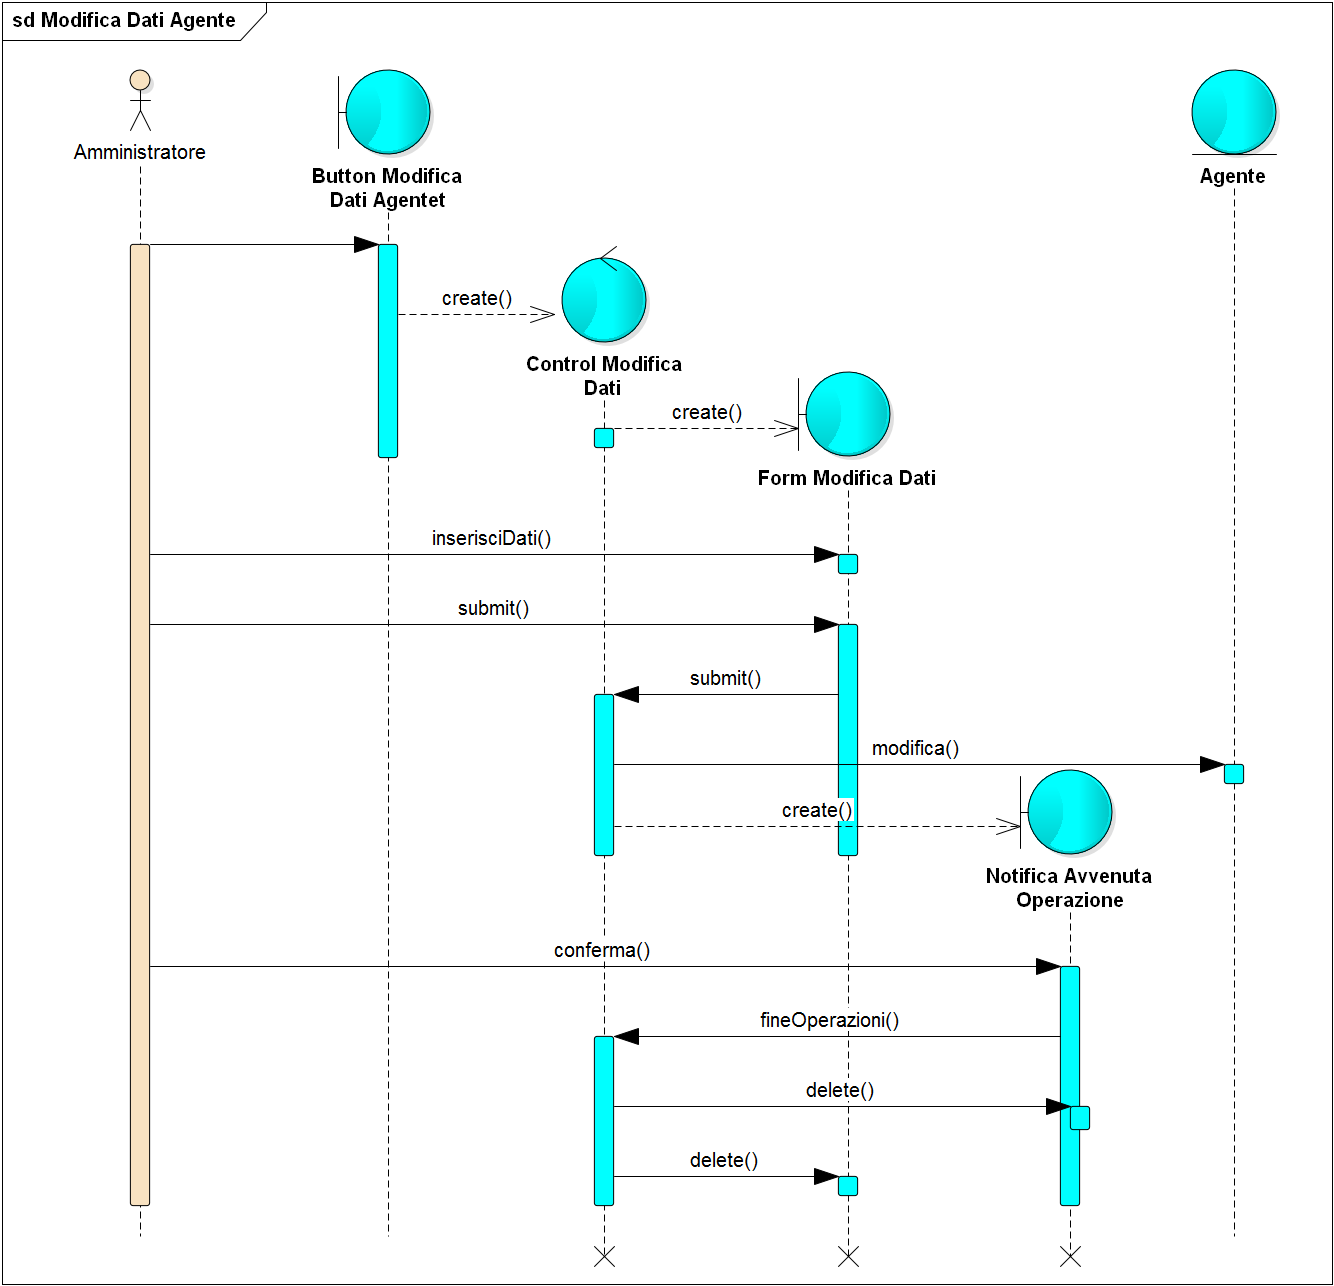 sd Modifica Dati Agente
Amministratore
Button Modifica
Dati Agentet
Agente
create()
Control Modifica
Dati
create()
Form Modifica Dati
inserisciDati()
submit()
submit()
modifica()
create()
Notifica Avvenuta
Operazione
conferma()
fineOperazioni()
delete()
delete()